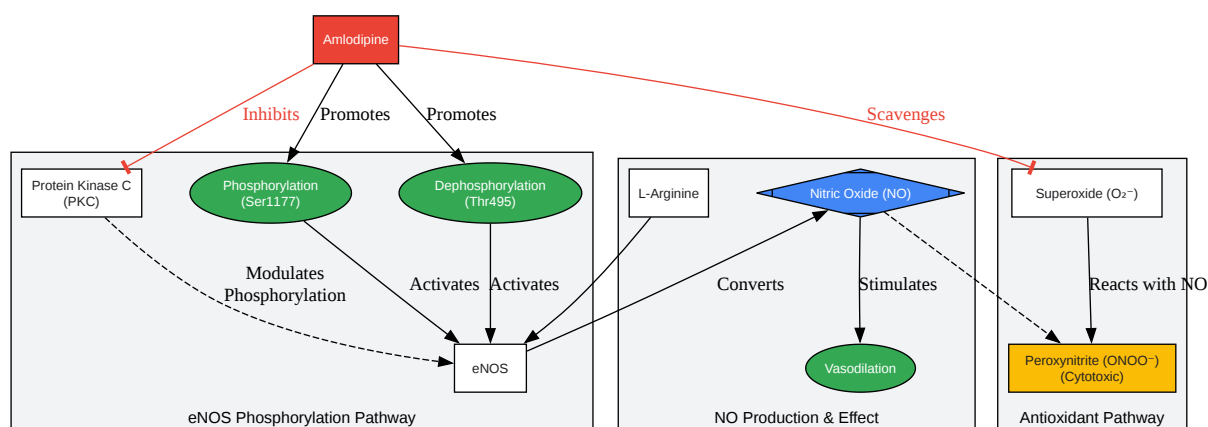 Amlodipine
Inhibits
Promotes
Promotes
Scavenges
Protein Kinase C
(PKC)
Phosphorylation
(Ser1177)
Dephosphorylation
(Thr495)
L-Arginine
Nitric Oxide (NO)
Superoxide (O₂⁻)
Modulates
Phosphorylation
Activates
Activates
Converts
Stimulates
Reacts with NO
eNOS
Vasodilation
Peroxynitrite (ONOO⁻)
(Cytotoxic)
eNOS Phosphorylation Pathway
NO Production & Effect
Antioxidant Pathway